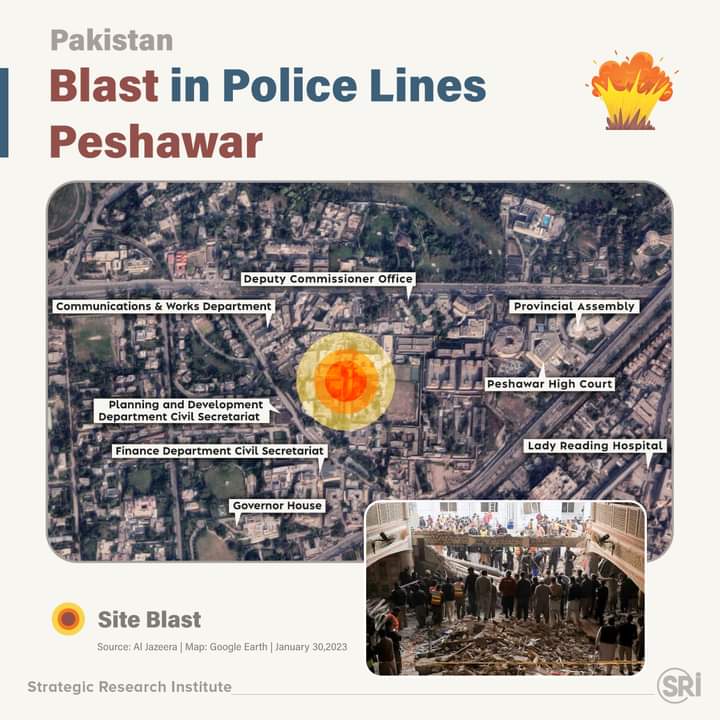 Pakistan
Blast in Police Lines
Peshawar
Deputy Commissioner Office
Communications & Works Department
Provincial Assembly
Peshawar High Court
Planning and Development
Department Civil Secretariat
Finance Department Civil Secretariat
Lady Reading Hospital
Governor House
Site Blast
Source: Al Jazeera | Map: Google Earth | January 30,2023
Strategic Research Institute
SRi